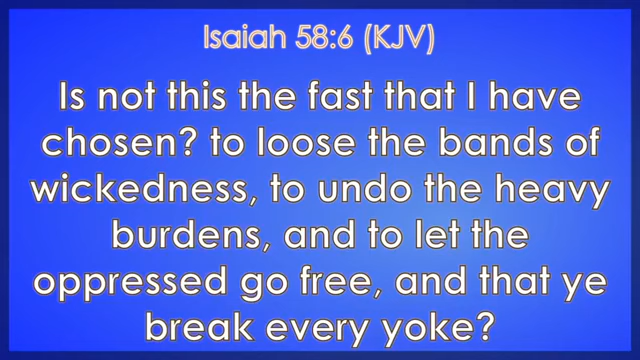 Isaiah 58:6 (KJV)
Is not this the fast that I have
chosen? to loose the bands of
wickedness, to undo the heavy
burdens, and to let the
oppressed go free, and that ye
break every yoke?